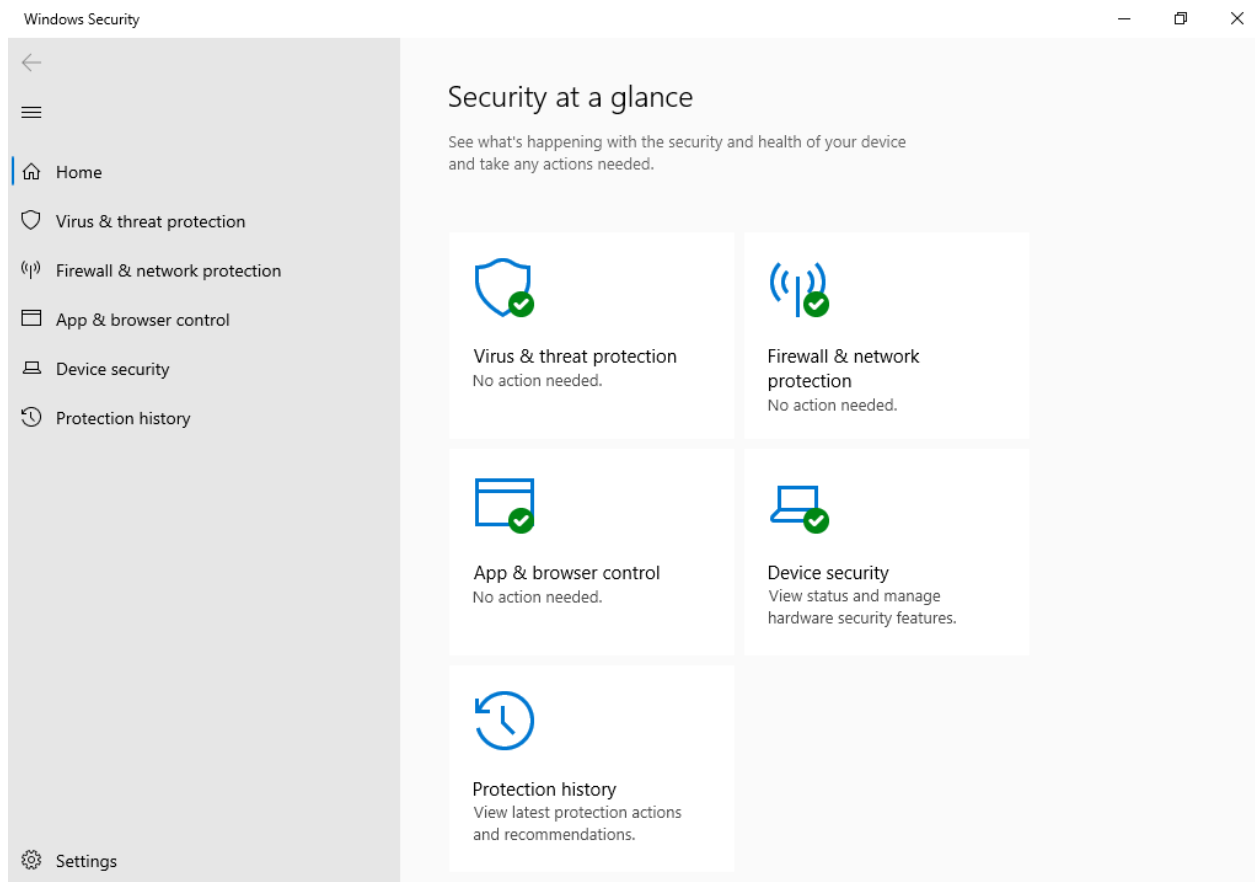 Windows Security
Home
Virus & threat protection
Firewall & network protection
App & browser control
Device security
Protection history
Settings
Security at a glance
See what's happening with the security and health of your device
and take any actions needed.
Virus & threat protection
No action needed.
Firewall & network
protection
No action needed.
App & browser control
No action needed.
Device security
View status and manage
hardware security features.
Protection history
View latest protection actions
and recommendations.